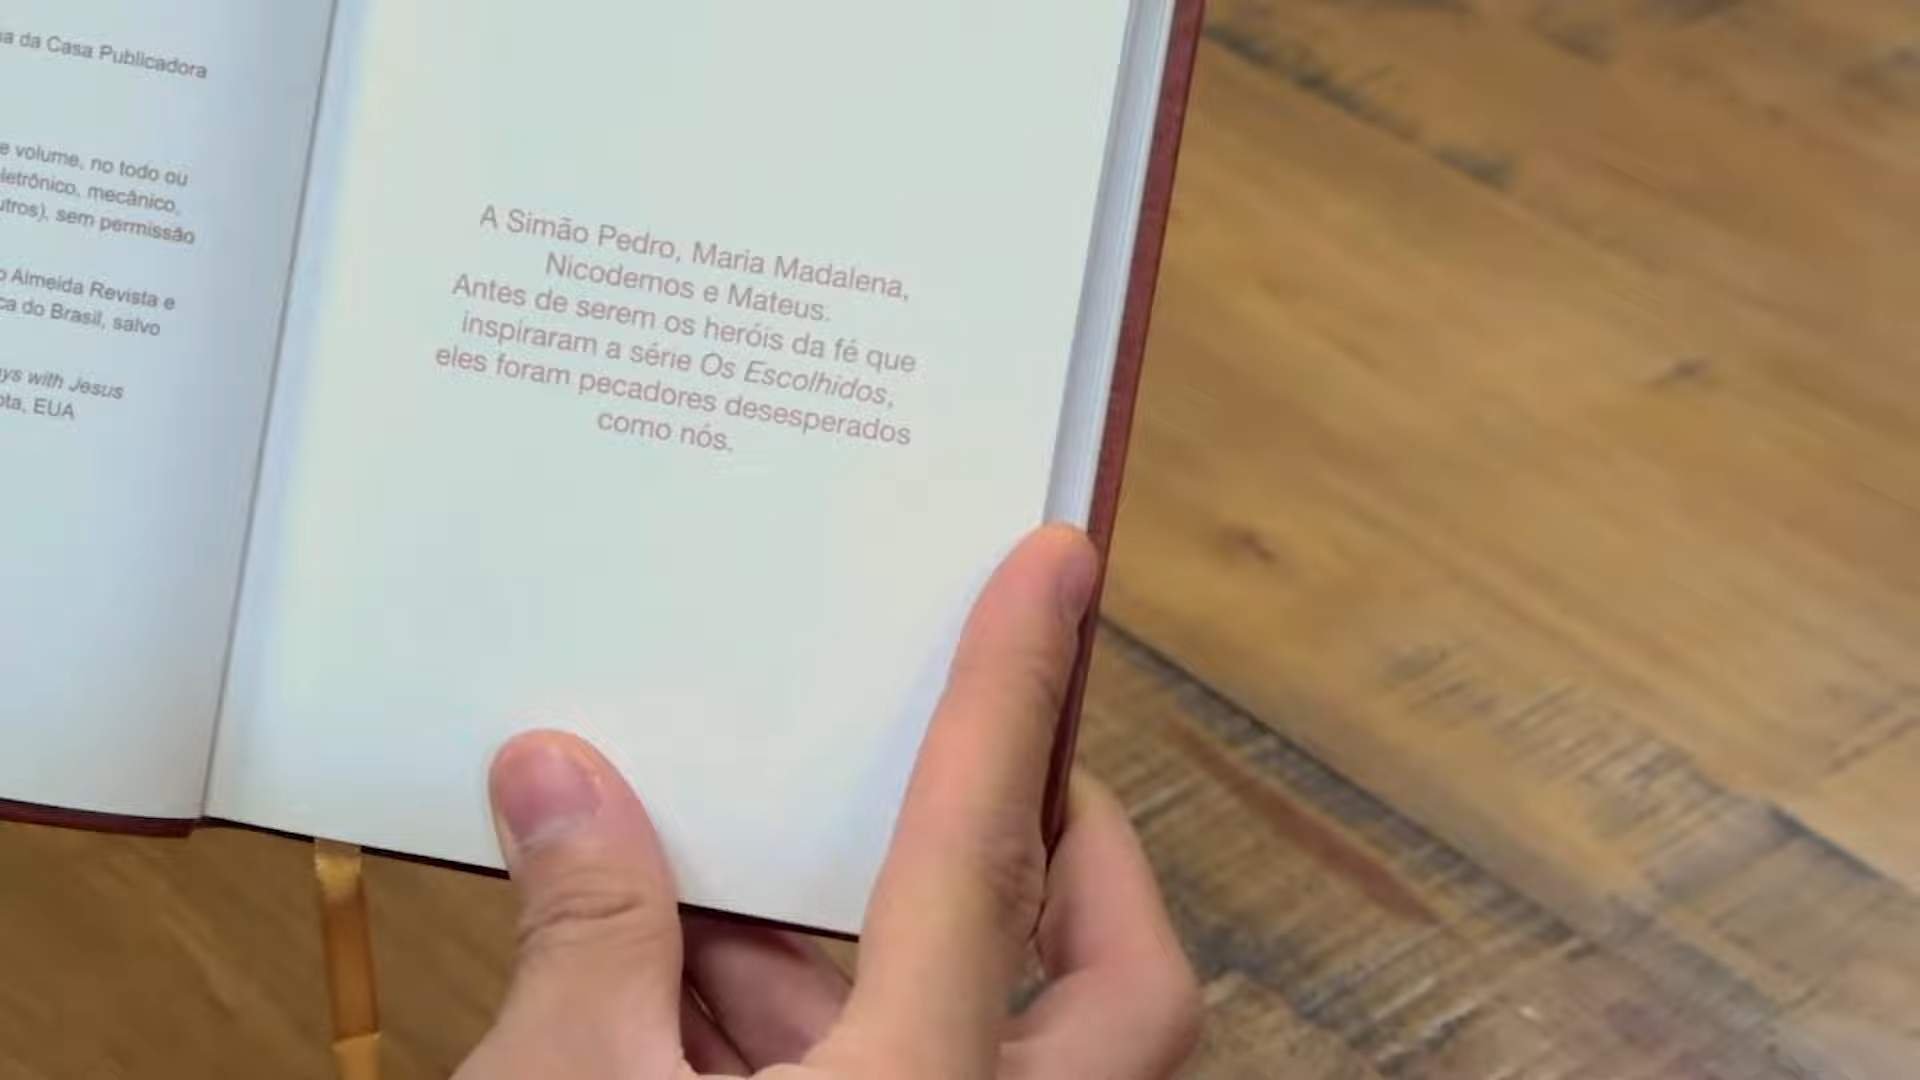 da Casa Publicadora
e volume, no todo ou
letrônico, mecânico,
utros), sem permissão
o Almeida Revista e
ca do Brasil, salvo
ys with Jesus
ota, EUA
A Simão Pedro, Maria Madalena,
Nicodemos e Mateus.
Antes de serem os heróis da fé que
inspiraram a série Os Escolhidos,
eles foram pecadores desesperados
como nós.